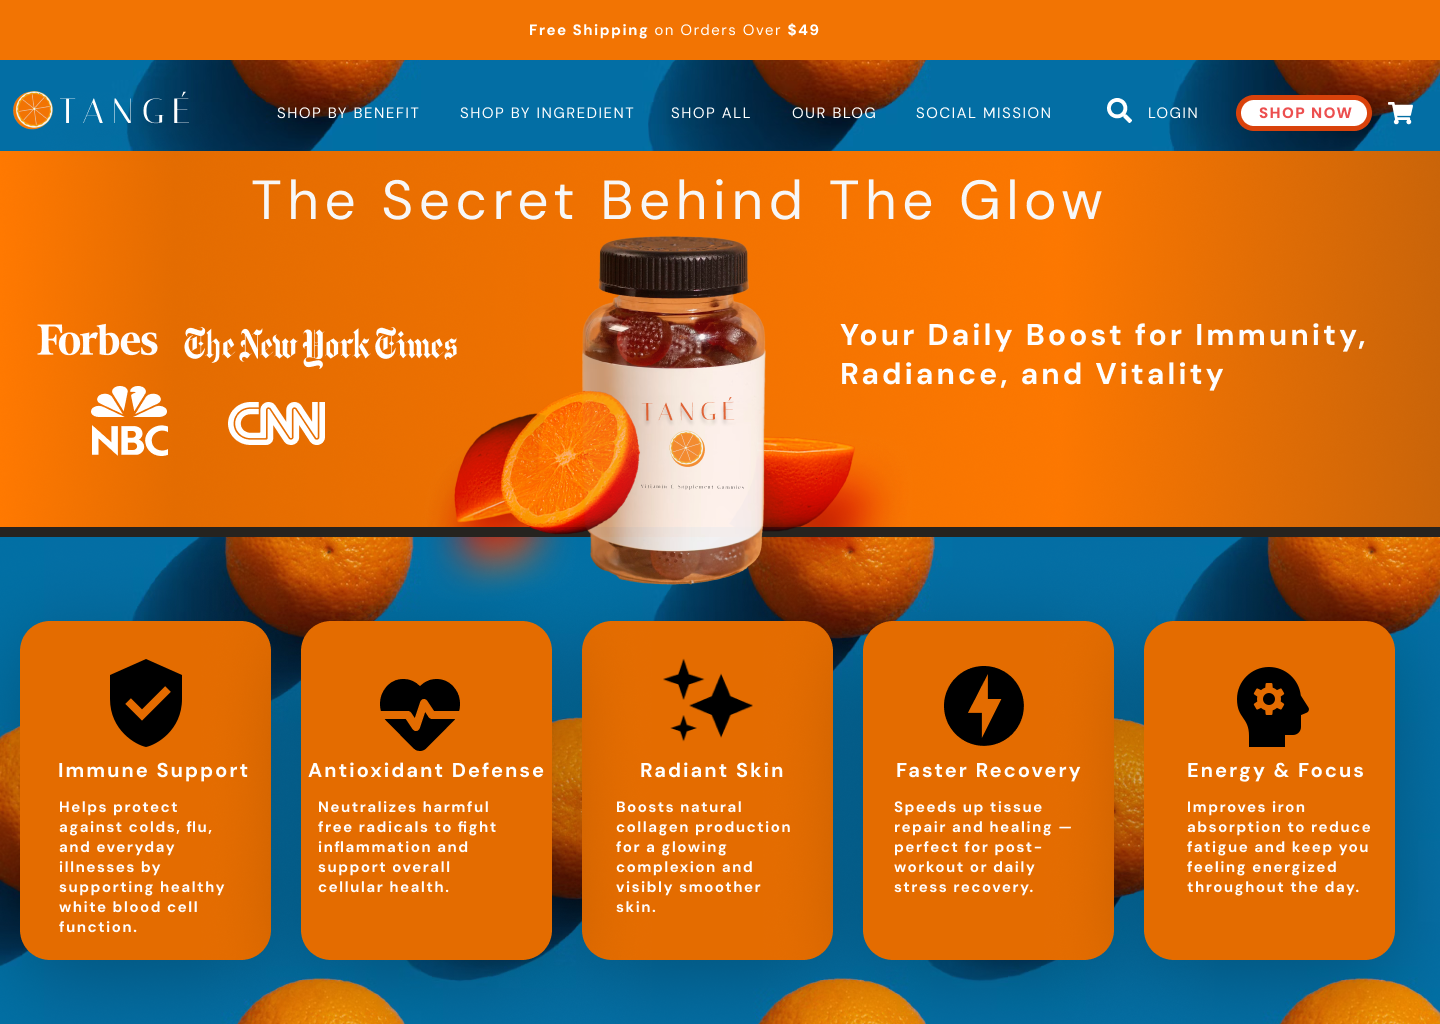 Free Shipping on Orders Over $49
TANGÉ
SHOP BY BENEFIT
SHOP BY INGREDIENT
SHOP ALL
OUR BLOG
SOCIAL MISSION
LOGIN
SHOP NOW
The Secret Behind The Glow
Forbes
The New York Times
NBC
CNN
TANGÉ
Vitamin C Supplement Gummies
Your Daily Boost for Immunity,
Radiance, and Vitality
Immune Support
Helps protect
against colds, flu,
and everyday
illnesses by
supporting healthy
white blood cell
function.
Antioxidant Defense
Neutralizes harmful
free radicals to fight
inflammation and
support overall
cellular health.
Radiant Skin
Boosts natural
collagen production
for a glowing
complexion and
visibly smoother
skin.
Faster Recovery
Speeds up tissue
repair and healing —
perfect for post-
workout or daily
stress recovery.
Energy & Focus
Improves iron
absorption to reduce
fatigue and keep you
feeling energized
throughout the day.